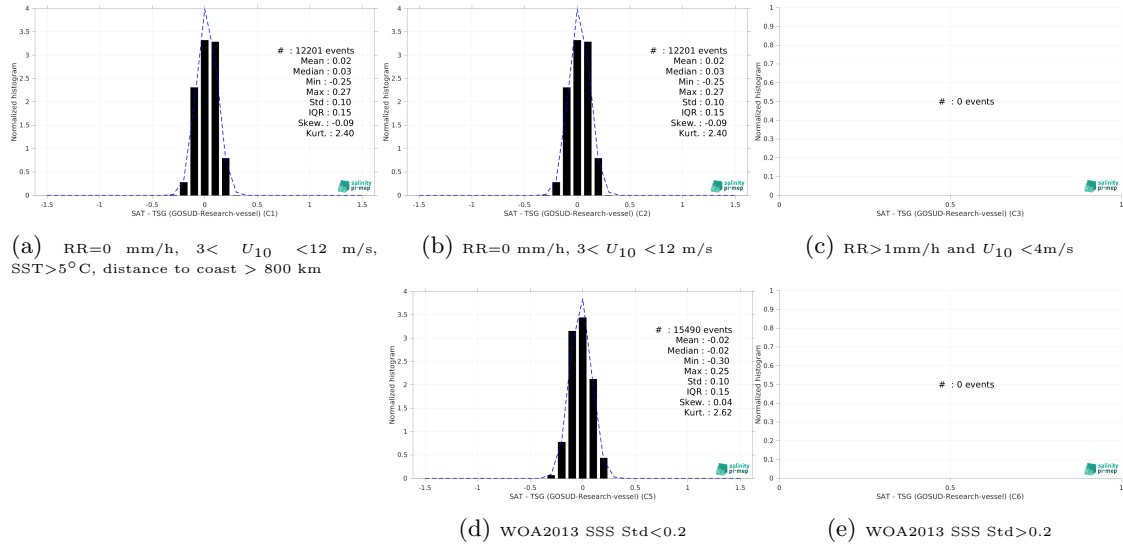 4
3.5
3
2.5
2
1.5
1
0.5
0
Normalized histogram
# : 12201 events
Mean : 0.02
Median : 0.03
Min : -0.25
Max : 0.27
Std : 0.10
IQR : 0.15
Skew. : -0.09
Kurt. : 2.40
salinity
pi-mep
-1.5 -1 -0.5 0 0.5 1 1.5
SAT - TSG (GOSUD-Research-vessel) (C1)
(a) RR=0 mm/h, 3< U10 <12 m/s,
SST>5°C, distance to coast > 800 km
4
3.5
3
2.5
2
1.5
1
0.5
0
Normalized histogram
# : 12201 events
Mean : 0.02
Median : 0.03
Min : -0.25
Max : 0.27
Std : 0.10
IQR : 0.15
Skew. : -0.09
Kurt. : 2.40
salinity
pi-mep
-1.5 -1 -0.5 0 0.5 1 1.5
SAT - TSG (GOSUD-Research-vessel) (C2)
(b) RR=0 mm/h, 3< U10 <12 m/s
1
0.9
0.8
0.7
0.6
0.5
0.4
0.3
0.2
0.1
0
Normalized histogram
# : 0 events
salinity
pi-mep
0 0.5 1
SAT - TSG (GOSUD-Research-vessel) (C3)
(c) RR>1mm/h and U10 <4m/s
4
3.5
3
2.5
2
1.5
1
0.5
0
Normalized histogram
# : 15490 events
Mean : -0.02
Median : -0.02
Min : -0.30
Max : 0.25
Std : 0.10
IQR : 0.15
Skew. : 0.04
Kurt. : 2.62
salinity
pi-mep
-1.5 -1 -0.5 0 0.5 1 1.5
SAT - TSG (GOSUD-Research-vessel) (C5)
(d) WOA2013 SSS Std<0.2
1
0.9
0.8
0.7
0.6
0.5
0.4
0.3
0.2
0.1
0
Normalized histogram
# : 0 events
salinity
pi-mep
0 0.5 1
SAT - TSG (GOSUD-Research-vessel) (C6)
(e) WOA2013 SSS Std>0.2